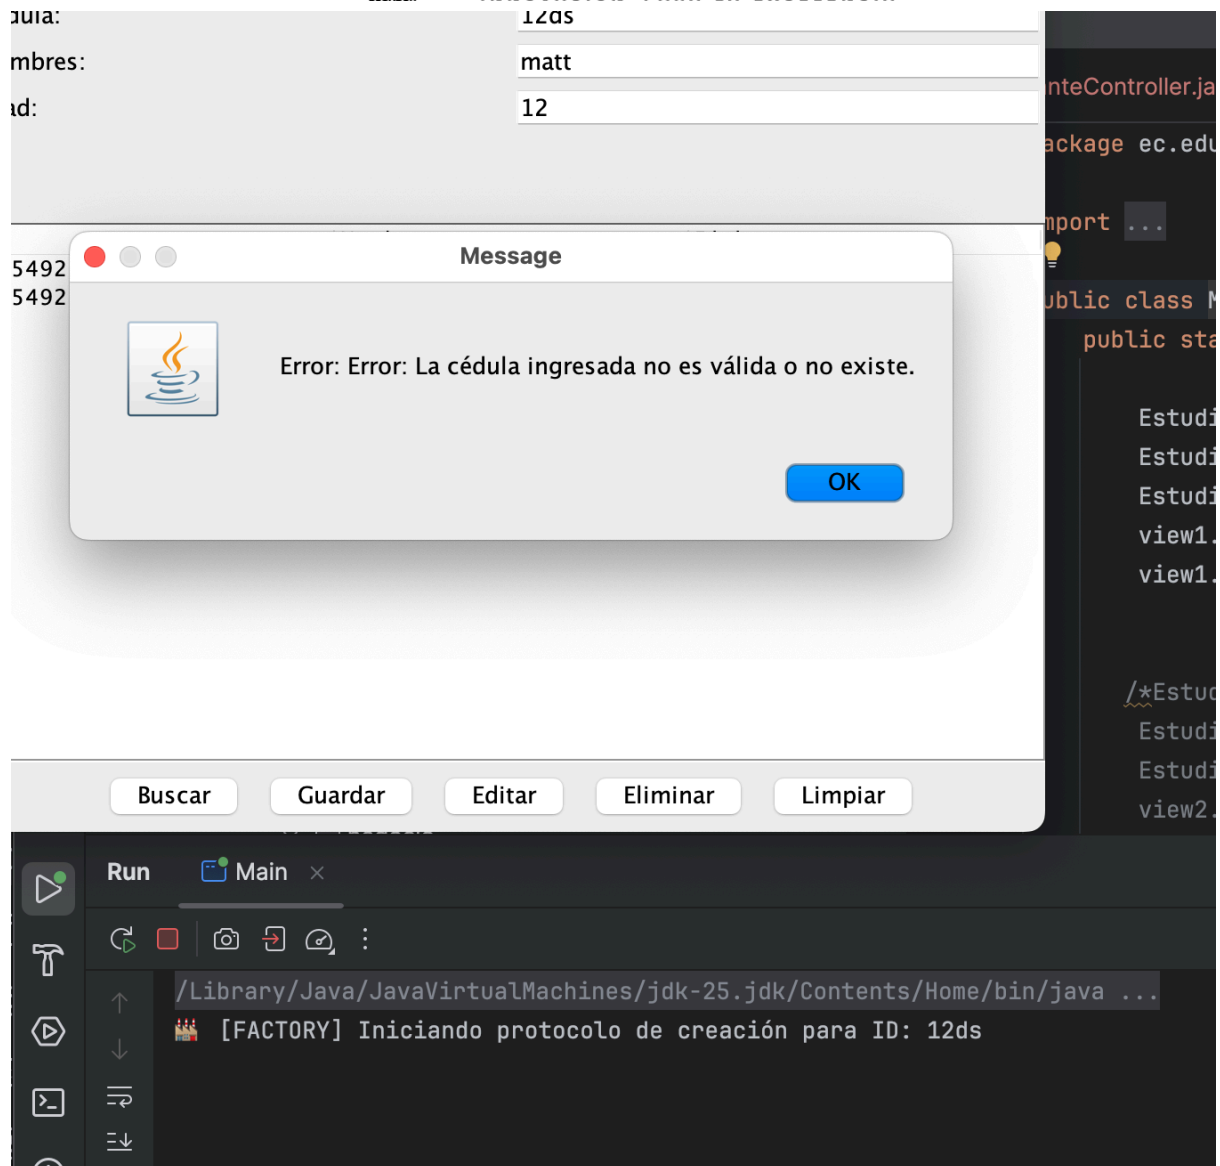 12ds
mbres:
matt
ad:
12
nteController.ja
ackage ec.edu
mport ...
5492
5492
Message
Error: Error: La cédula ingresada no es válida o no existe.
OK
ublic class M
public sta
Estudi
Estudi
Estudi
view1.
view1.
/*Estud
Estudi
Estudi
view2.
Buscar
Guardar
Editar
Eliminar
Limpiar
Run
Main
/Library/Java/JavaVirtualMachines/jdk-25.jdk/Contents/Home/bin/java ...
[FACTORY] Iniciando protocolo de creación para ID: 12ds